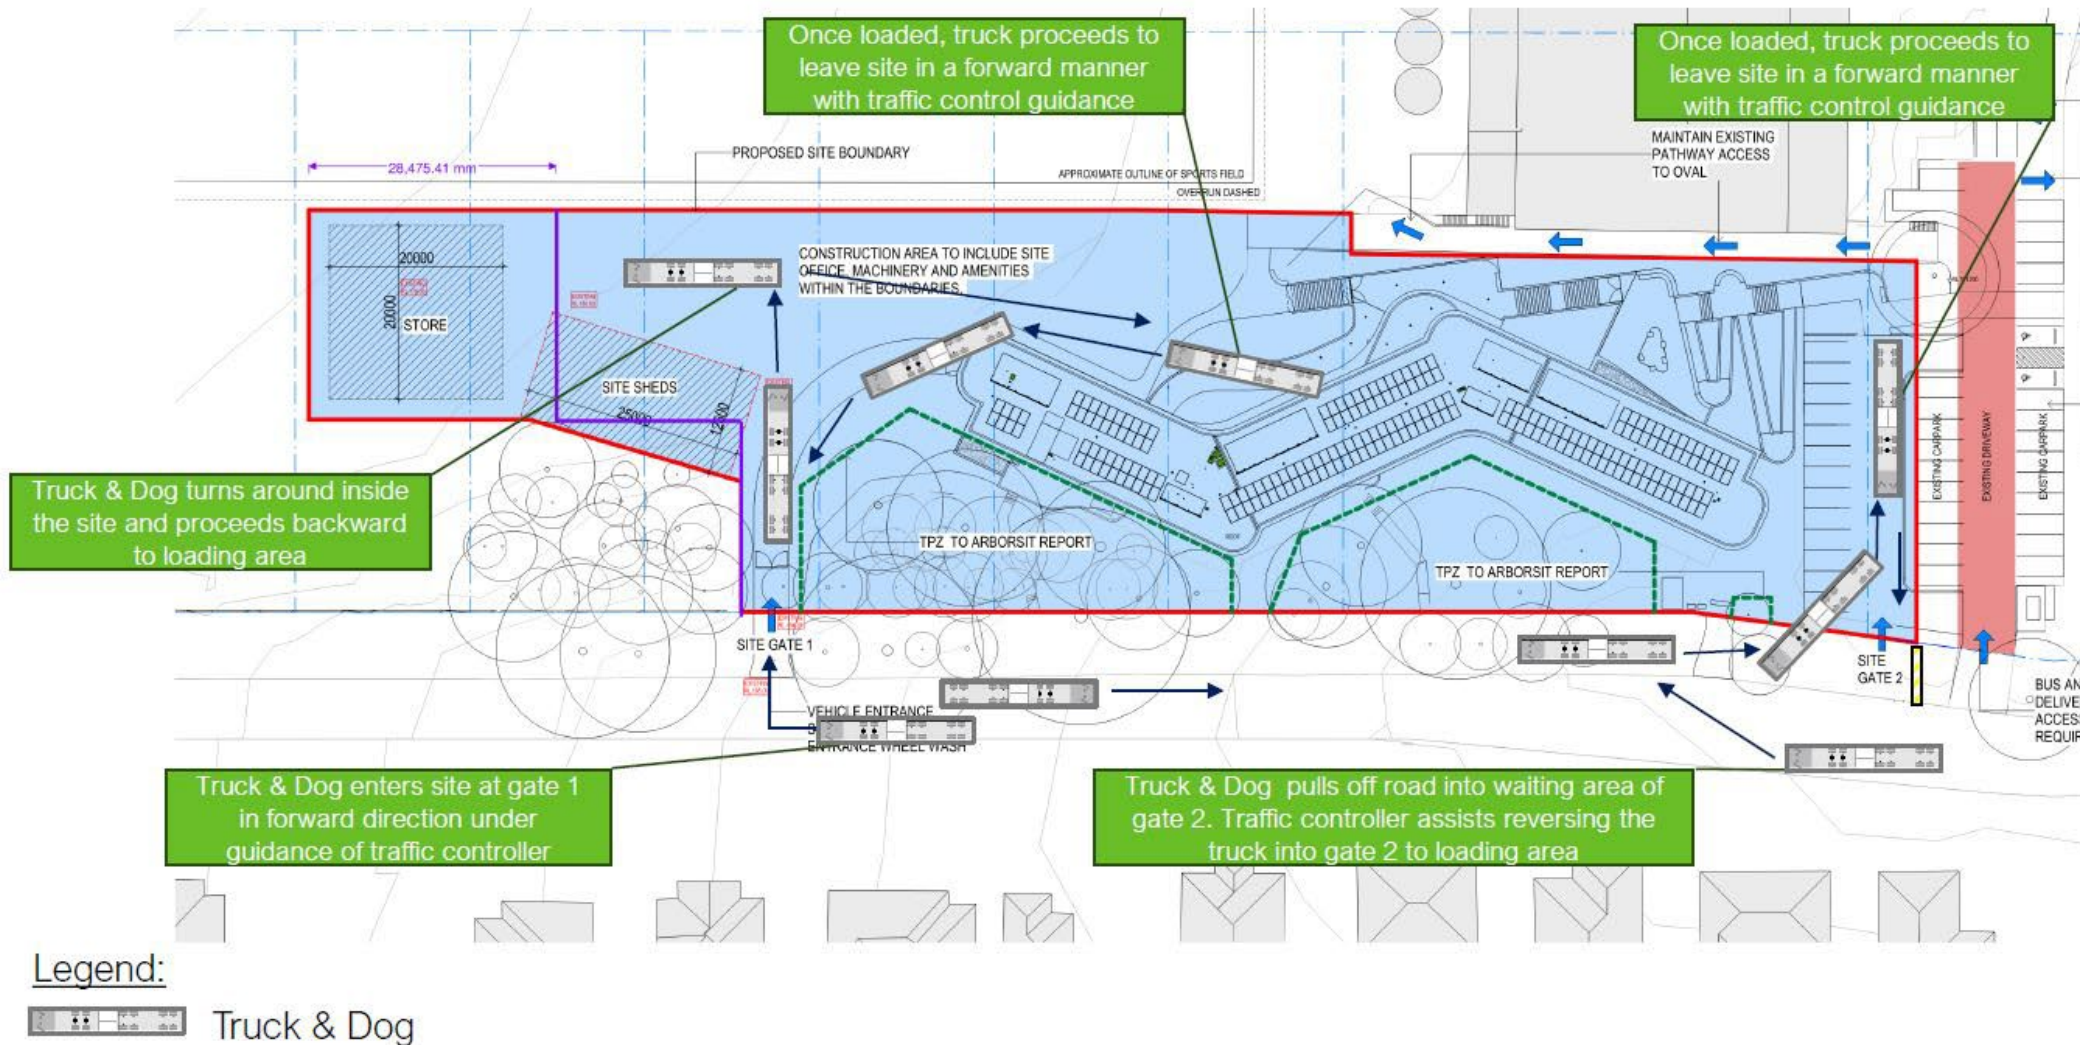 Once loaded, truck proceeds to
leave site in a forward manner
with traffic control guidance
Once loaded, truck proceeds to
leave site in a forward manner
with traffic control guidance
MAINTAIN EXISTING
PATHWAY ACCESS
TO OVAL
PROPOSED SITE BOUNDARY
28,475.41 mm
APPROXIMATE OUTLINE OF SPORTS FIELD
OVERRUN DASHED
CONSTRUCTION AREA TO INCLUDE SITE
OFFICE, MACHINERY AND AMENITIES
WITHIN THE BOUNDARIES.
20000
20000
STORE
SITE SHEDS
25000
EXISTING CARPARK
EXISTING DRIVEWAY
EXISTING CARPARK
Truck & Dog turns around inside
the site and proceeds backward
to loading area
TPZ TO ARBORSIT REPORT
TPZ TO ARBORSIT REPORT
SITE GATE 1
SITE
GATE 2
BUS AN
DELIVE
ACCESS
REQUIR
VEHICLE ENTRANCE
ENTRANCE WHEEL WASH
Truck & Dog enters site at gate 1
in forward direction under
guidance of traffic controller
Truck & Dog pulls off road into waiting area of
gate 2. Traffic controller assists reversing the
truck into gate 2 to loading area
Legend:
Truck & Dog